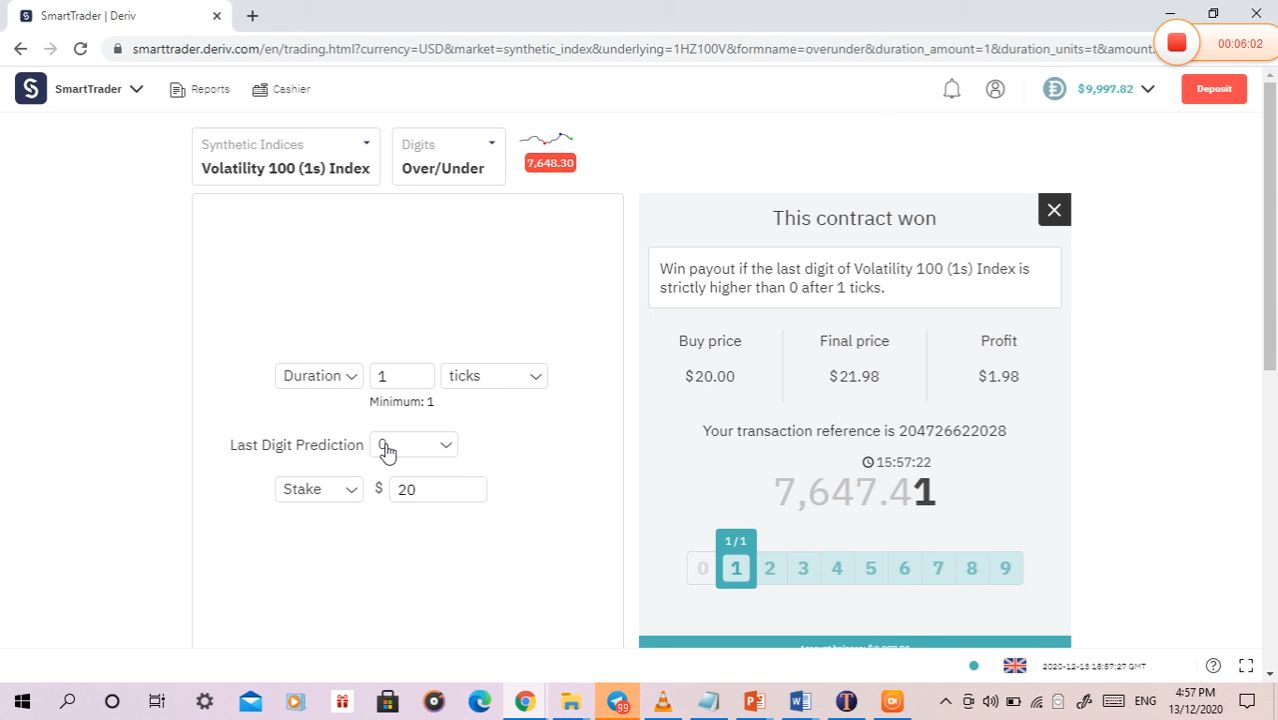 SmartTrader | Deriv
smarttrader.deriv.com/en/trading.html?currency=USD&market=synthetic_index&underlying=1HZ100V&formname=overunder&duration_amount=1&duration_units=t&amount
00:06:02
SmartTrader Reports Cashier $9,997.82 Deposit
Synthetic Indices
Volatility 100 (1s) Index
Digits
Over/Under
7,648.30
Duration 1 ticks
Minimum: 1
Last Digit Prediction 0
Stake $ 20
This contract won
Win payout if the last digit of Volatility 100 (1s) Index is
strictly higher than 0 after 1 ticks.
Buy price Final price Profit
$20.00 $21.98 $1.98
Your transaction reference is 204726622028
15:57:22
7,647.41
1/1
0 1 2 3 4 5 6 7 8 9
99
ENG
4:57 PM
13/12/2020